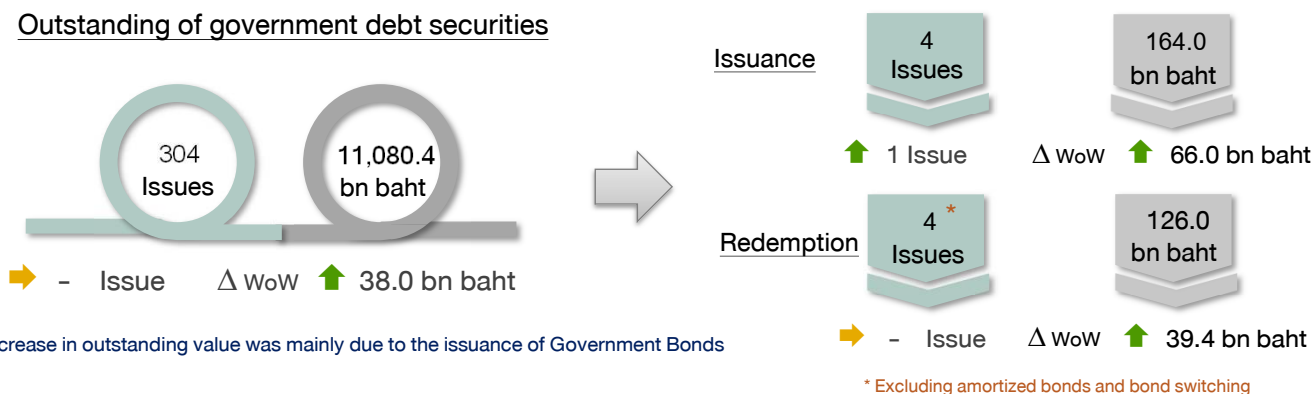 Outstanding of government debt securities
304
Issues
11,080.4
bn baht
- Issue Δ WoW 38.0 bn baht
crease in outstanding value was mainly due to the issuance of Government Bonds
Issuance
4
Issues
164.0
bn baht
1 Issue Δ WoW 66.0 bn baht
Redemption
4 *
Issues
126.0
bn baht
- Issue Δ WoW 39.4 bn baht
* Excluding amortized bonds and bond switching